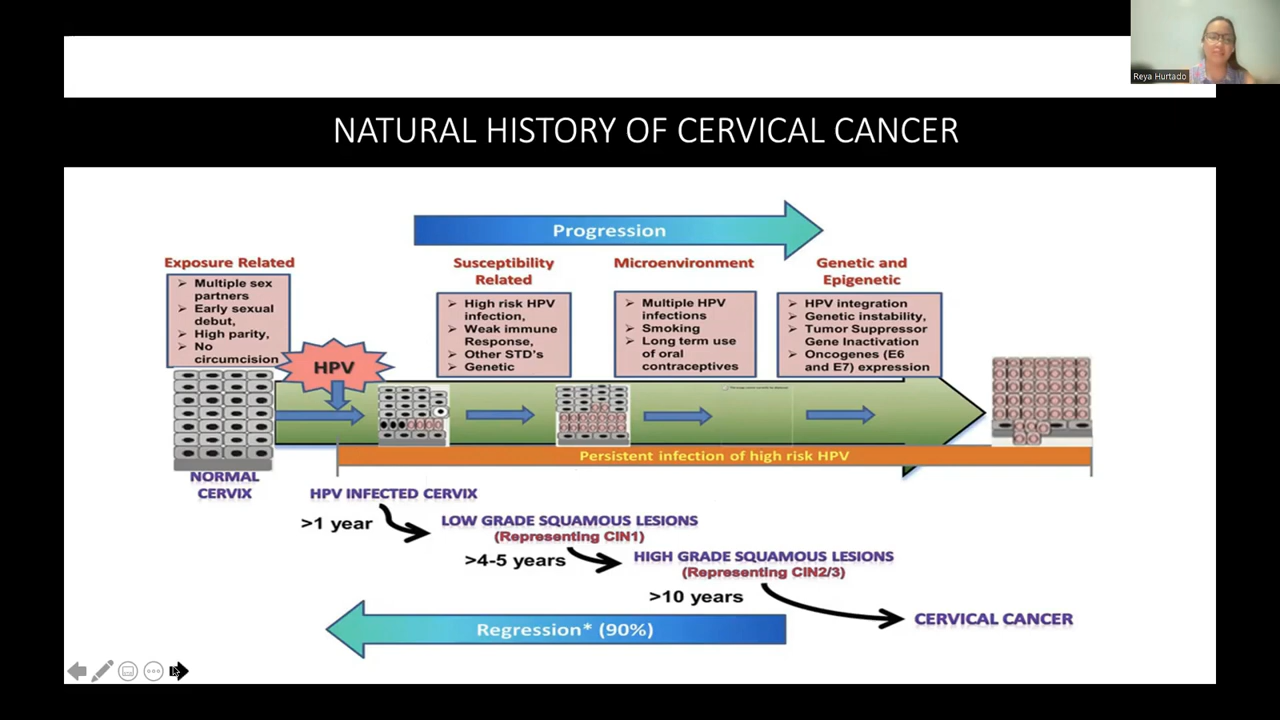 Reya Hurtado
NATURAL HISTORY OF CERVICAL CANCER
Progression
Exposure Related
Multiple sex
partners
Early sexual
debut,
High parity,
No
circumcision
Susceptibility
Related
High risk HPV
infection,
Weak immune
Response,
Other STD's
Genetic
Microenvironment
Multiple HPV
infections
Smoking
Long term use
of oral
contraceptives
Genetic and
Epigenetic
HPV integration
Genetic instability,
Tumor Suppressor
Gene Inactivation
Oncogenes (E6
and E7) expression
HPV
Persistent infection of high risk HPV
NORMAL
CERVIX
HPV INFECTED CERVIX
>1 year
LOW GRADE SQUAMOUS LESIONS
(Representing CIN1)
>4-5 years
HIGH GRADE SQUAMOUS LESIONS
(Representing CIN2/3)
>10 years
CERVICAL CANCER
Regression* (90%)